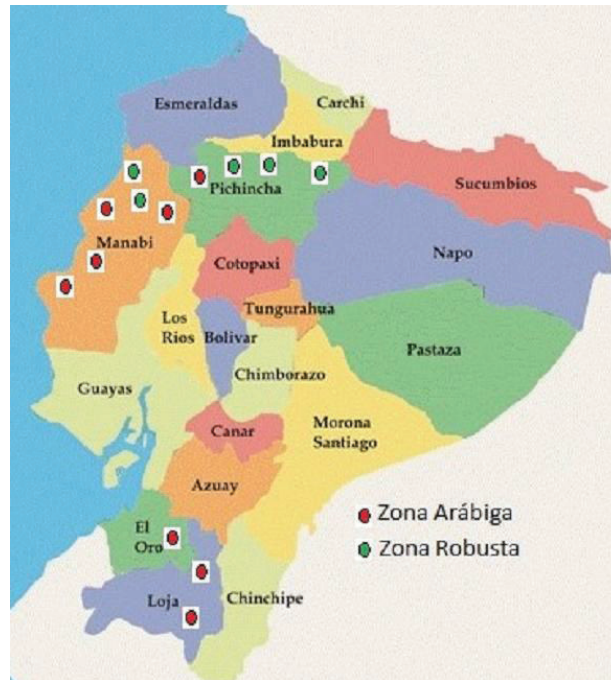 Esmeraldas
Carchi
Imbabura
Pichincha
Sucumbios
Manabi
Napo
Cotopaxi
Tungurahua
Los
Rios
Bolivar
Pastaza
Chimborazo
Guayas
Morona
Santiago
Canar
Azuay
Zona Arábiga
El
Oro
Zona Robusta
Loja
Chinchipe